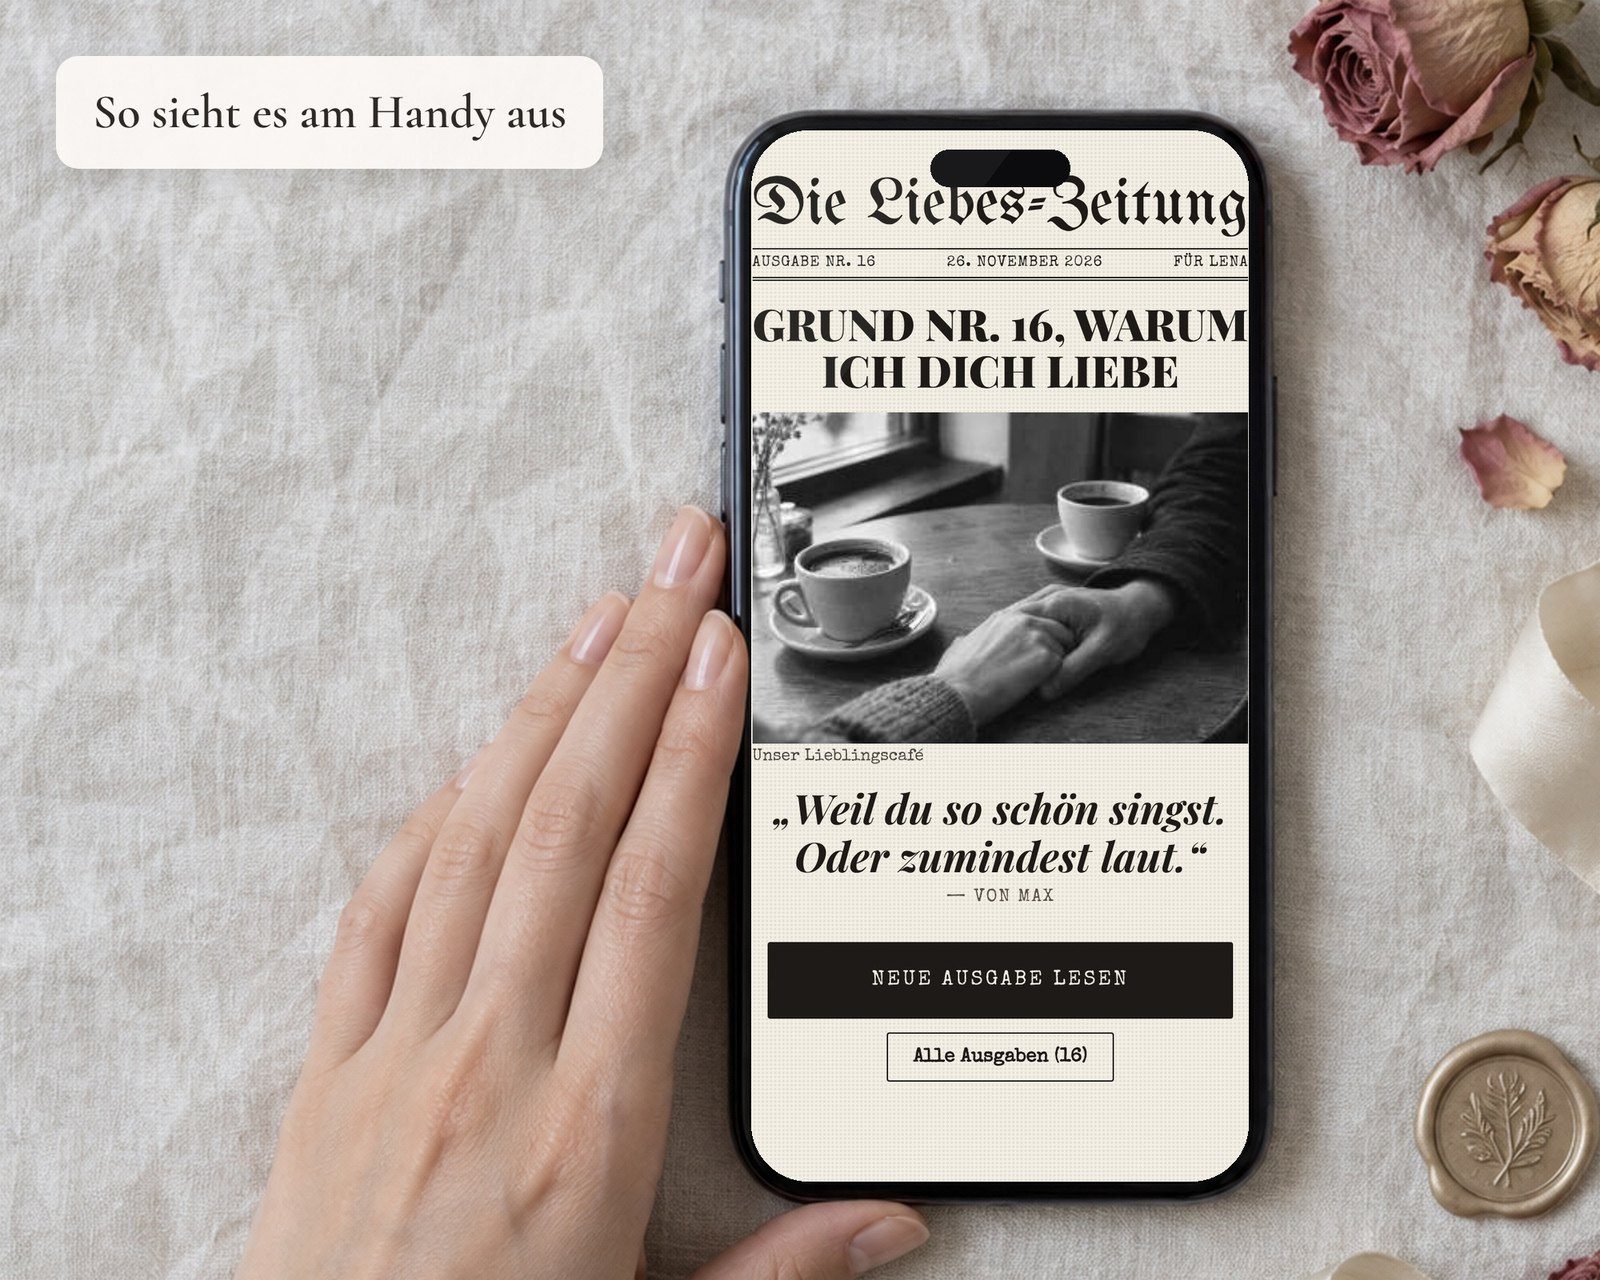 So sieht es am Handy aus
Die Liebes-Zeitung
AUSGABE NR. 16 26. NOVEMBER 2026 FÜR LENA
GRUND NR. 16, WARUM
ICH DICH LIEBE
Unser Lieblingscafé
„Weil du so schön singst.
Oder zumindest laut.“
— VON MAX
NEUE AUSGABE LESEN
Alle Ausgaben (16)